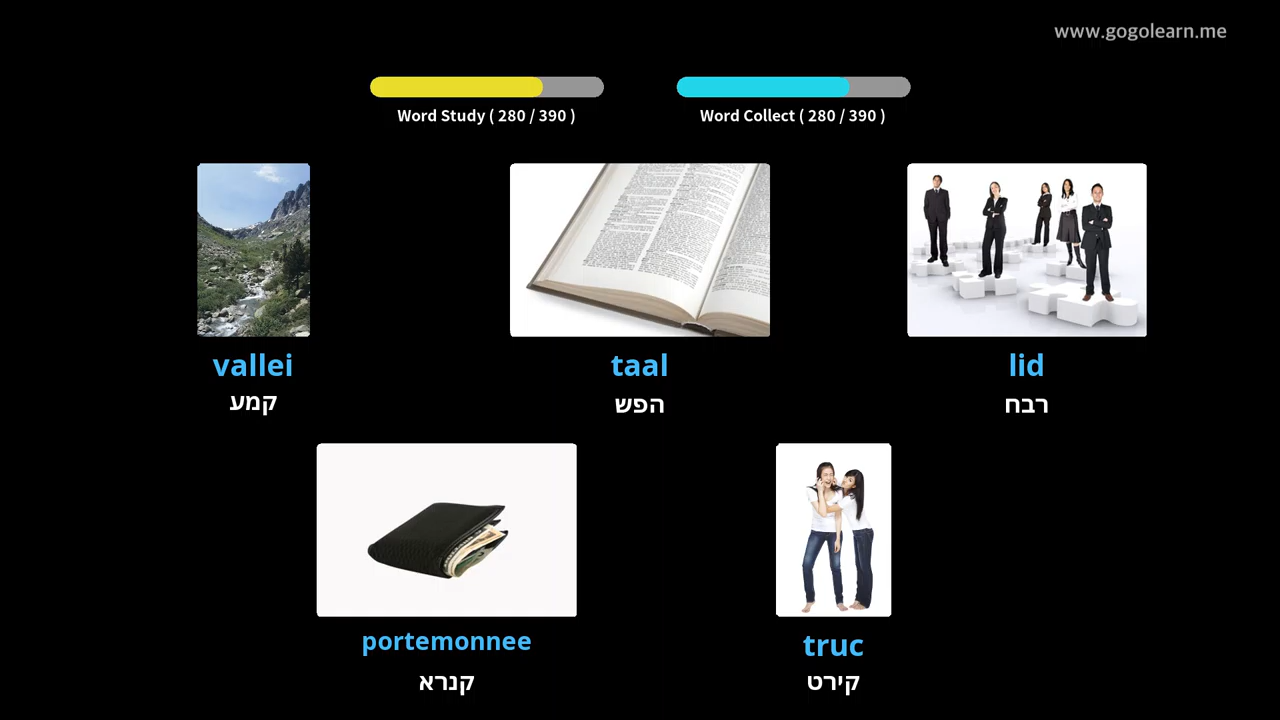 www.gogolearn.me
Word Study ( 280 / 390 )
Word Collect ( 280 / 390 )
vallei
קמע
taal
הפש
lid
רבח
portemonnee
קנרא
truc
קירט